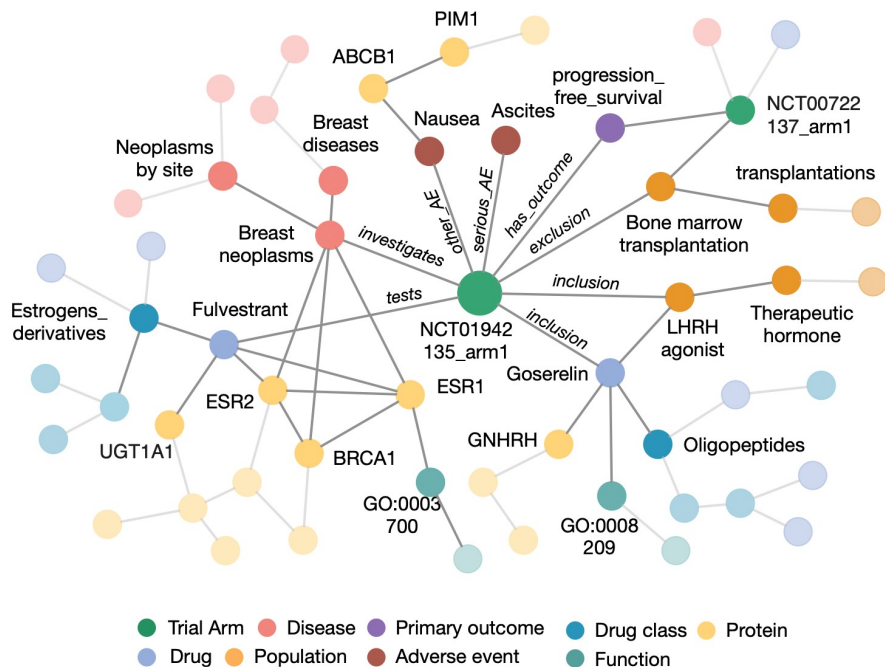 PIM1
ABCB1
progression_
free_survival
NCT00722
137_arm1
Nausea
Ascites
Breast
diseases
Neoplasms
by site
transplantations
other_AE
serious_AE
has_outcome
exclusion
Bone marrow
transplantation
Breast
neoplasms
investigates
inclusion
tests
Estrogens_
derivatives
Fulvestrant
NCT01942
135_arm1
inclusion
LHRH
agonist
Therapeutic
hormone
Goserelin
ESR2
ESR1
UGT1A1
BRCA1
GNHRH
Oligopeptides
GO:0003
700
GO:0008
209
Trial Arm
Disease
Primary outcome
Drug class
Protein
Drug
Population
Adverse event
Function